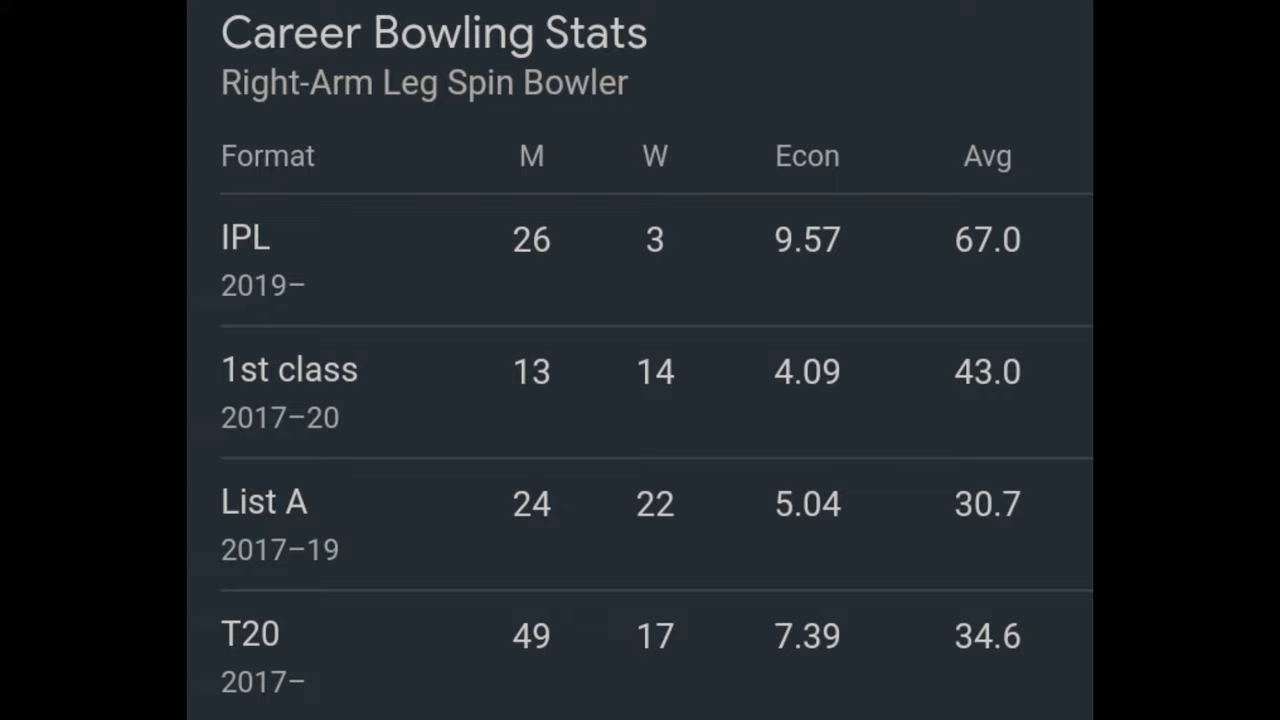 Career Bowling Stats
Right-Arm Leg Spin Bowler
Format M W Econ Avg
IPL 26 3 9.57 67.0
2019–
1st class 13 14 4.09 43.0
2017–20
List A 24 22 5.04 30.7
2017–19
T20 49 17 7.39 34.6
2017–